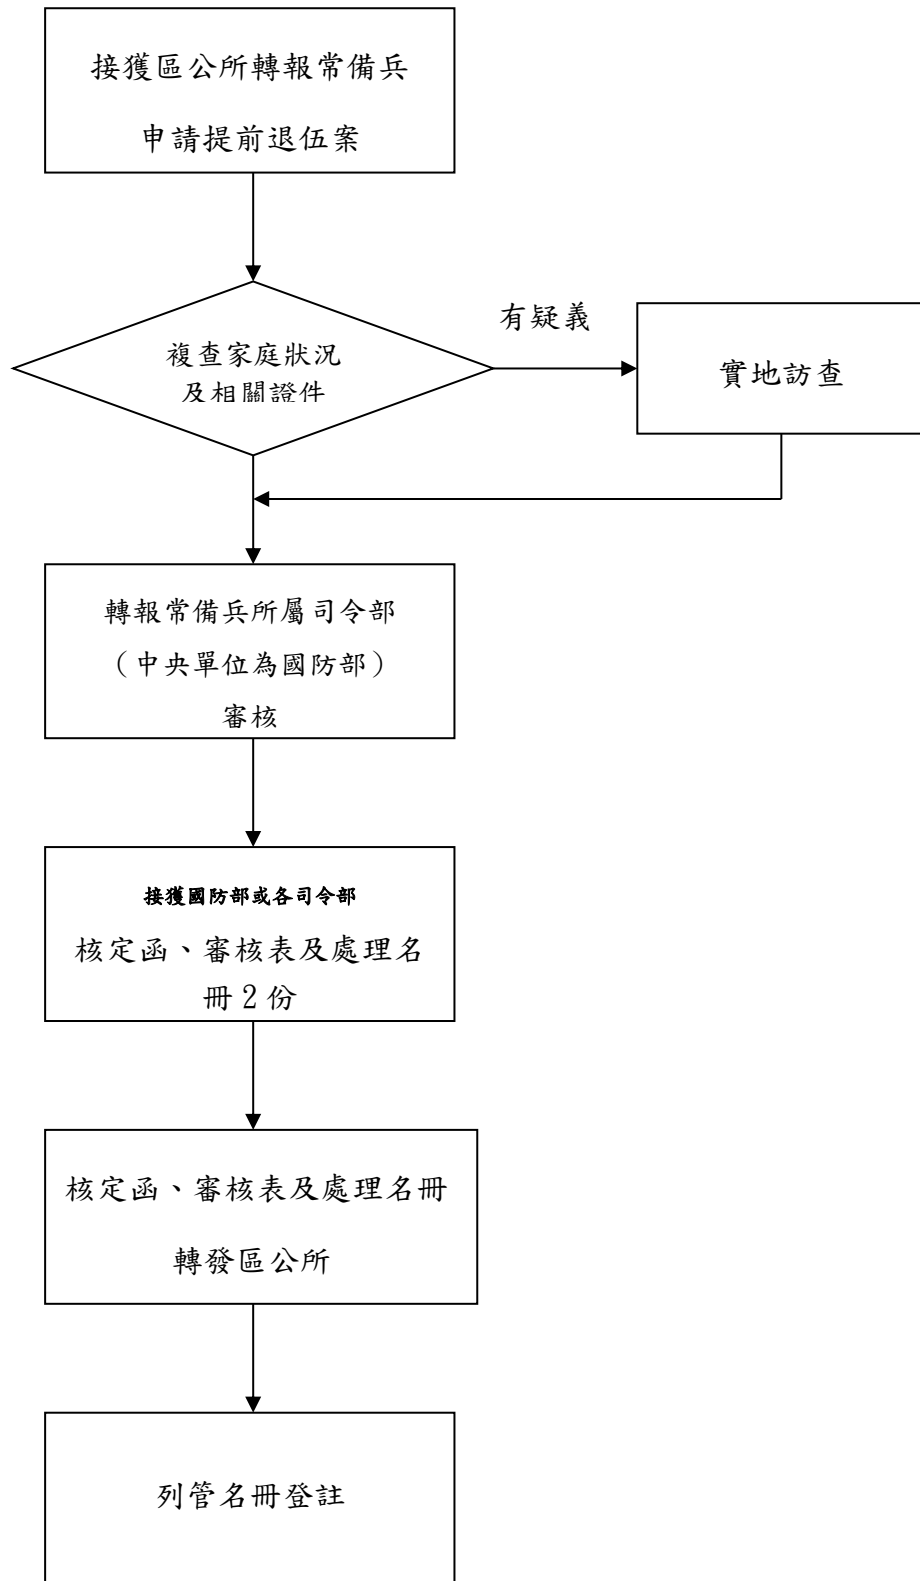 接獲區公所轉報常備兵
申請提前退伍案
複查家庭狀況
及相關證件
有疑義
實地訪查
轉報常備兵所屬司令部
（中央單位為國防部）
審核
接獲國防部或各司令部
核定函、審核表及處理名
冊2份
核定函、審核表及處理名冊
轉發區公所
列管名冊登註